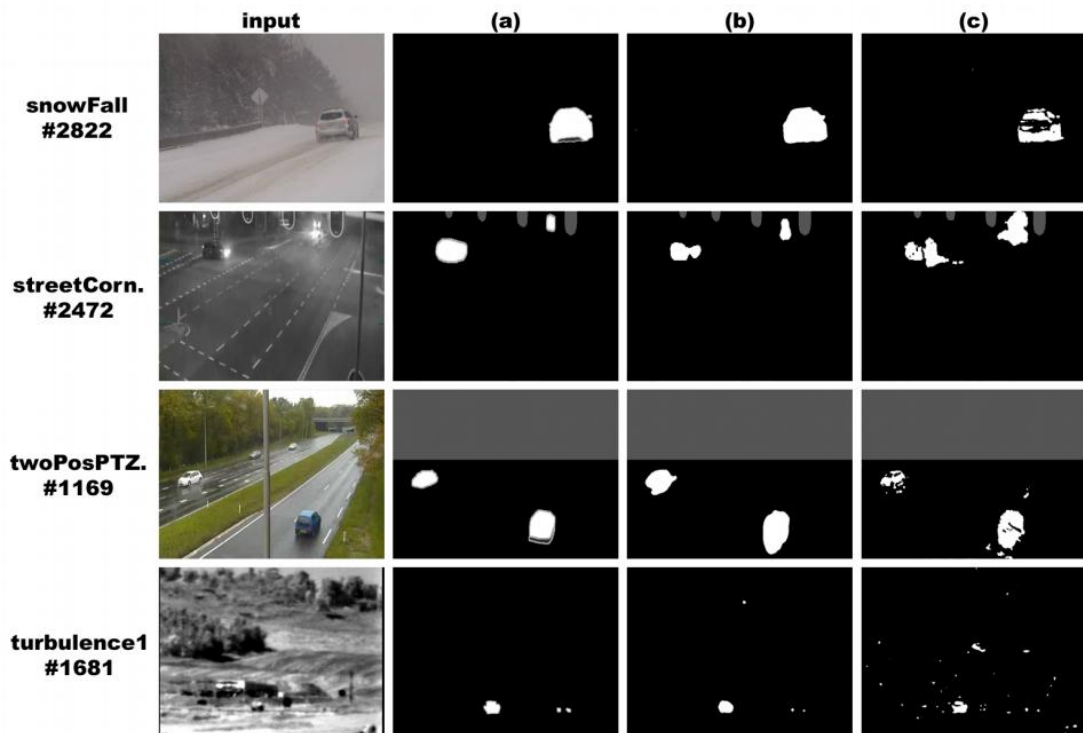 input (a) (b) (c)
snowFall
#2822
streetCorn.
#2472
twoPosPTZ.
#1169
turbulence1
#1681